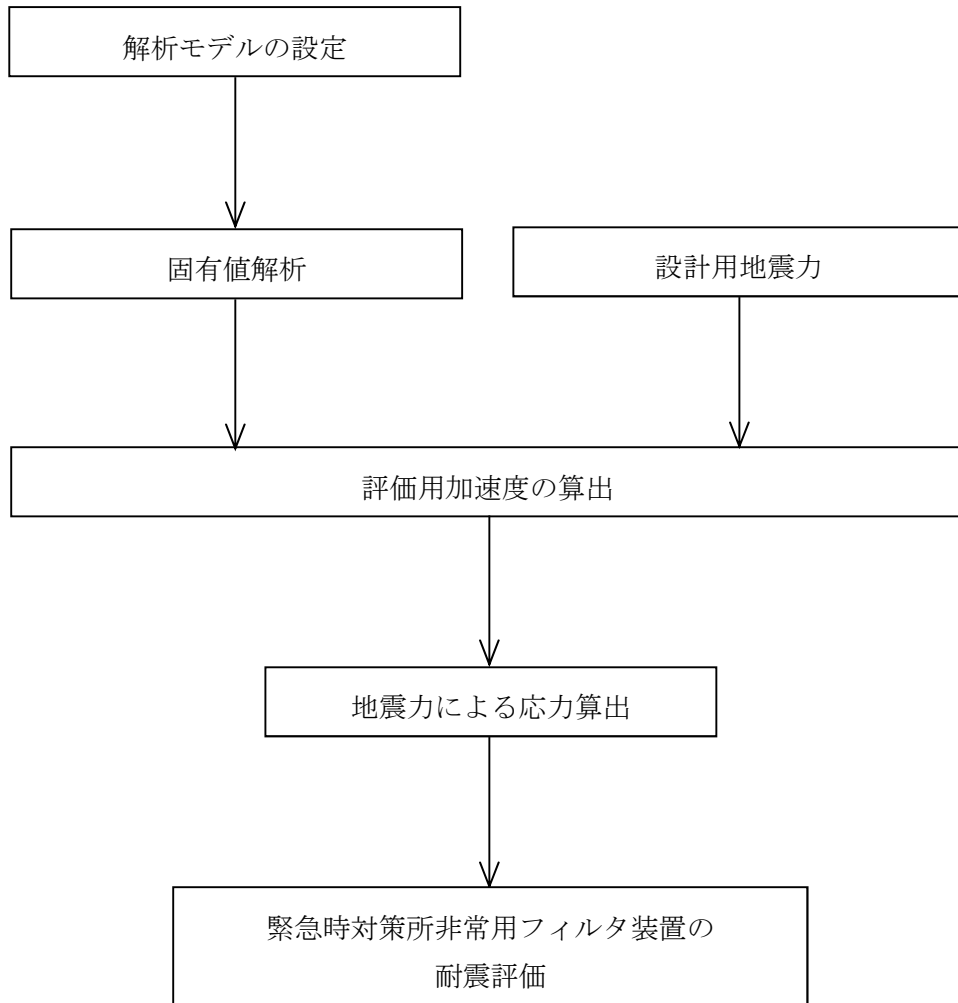 解析モデルの設定
固有値解析
設計用地震力
評価用加速度の算出
地震力による応力算出
緊急時対策所非常用フィルタ装置の
耐震評価